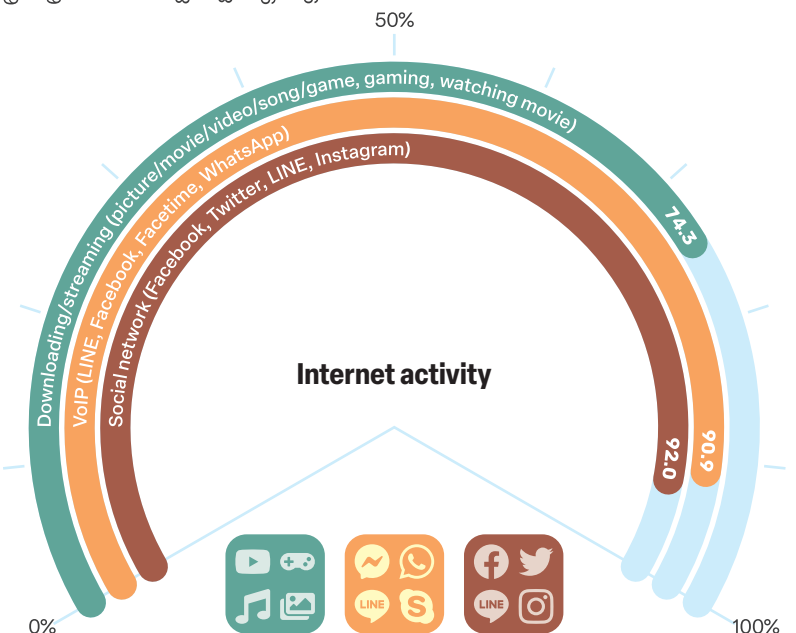 50%
Downloading/streaming (picture/movie/video/song/game, gaming, watching movie)
74.3
VoIP (LINE, Facebook, Facetime, WhatsApp)
90.9
Social network (Facebook, Twitter, LINE, Instagram)
92.0
Internet activity
LINE
LINE
0%
100%